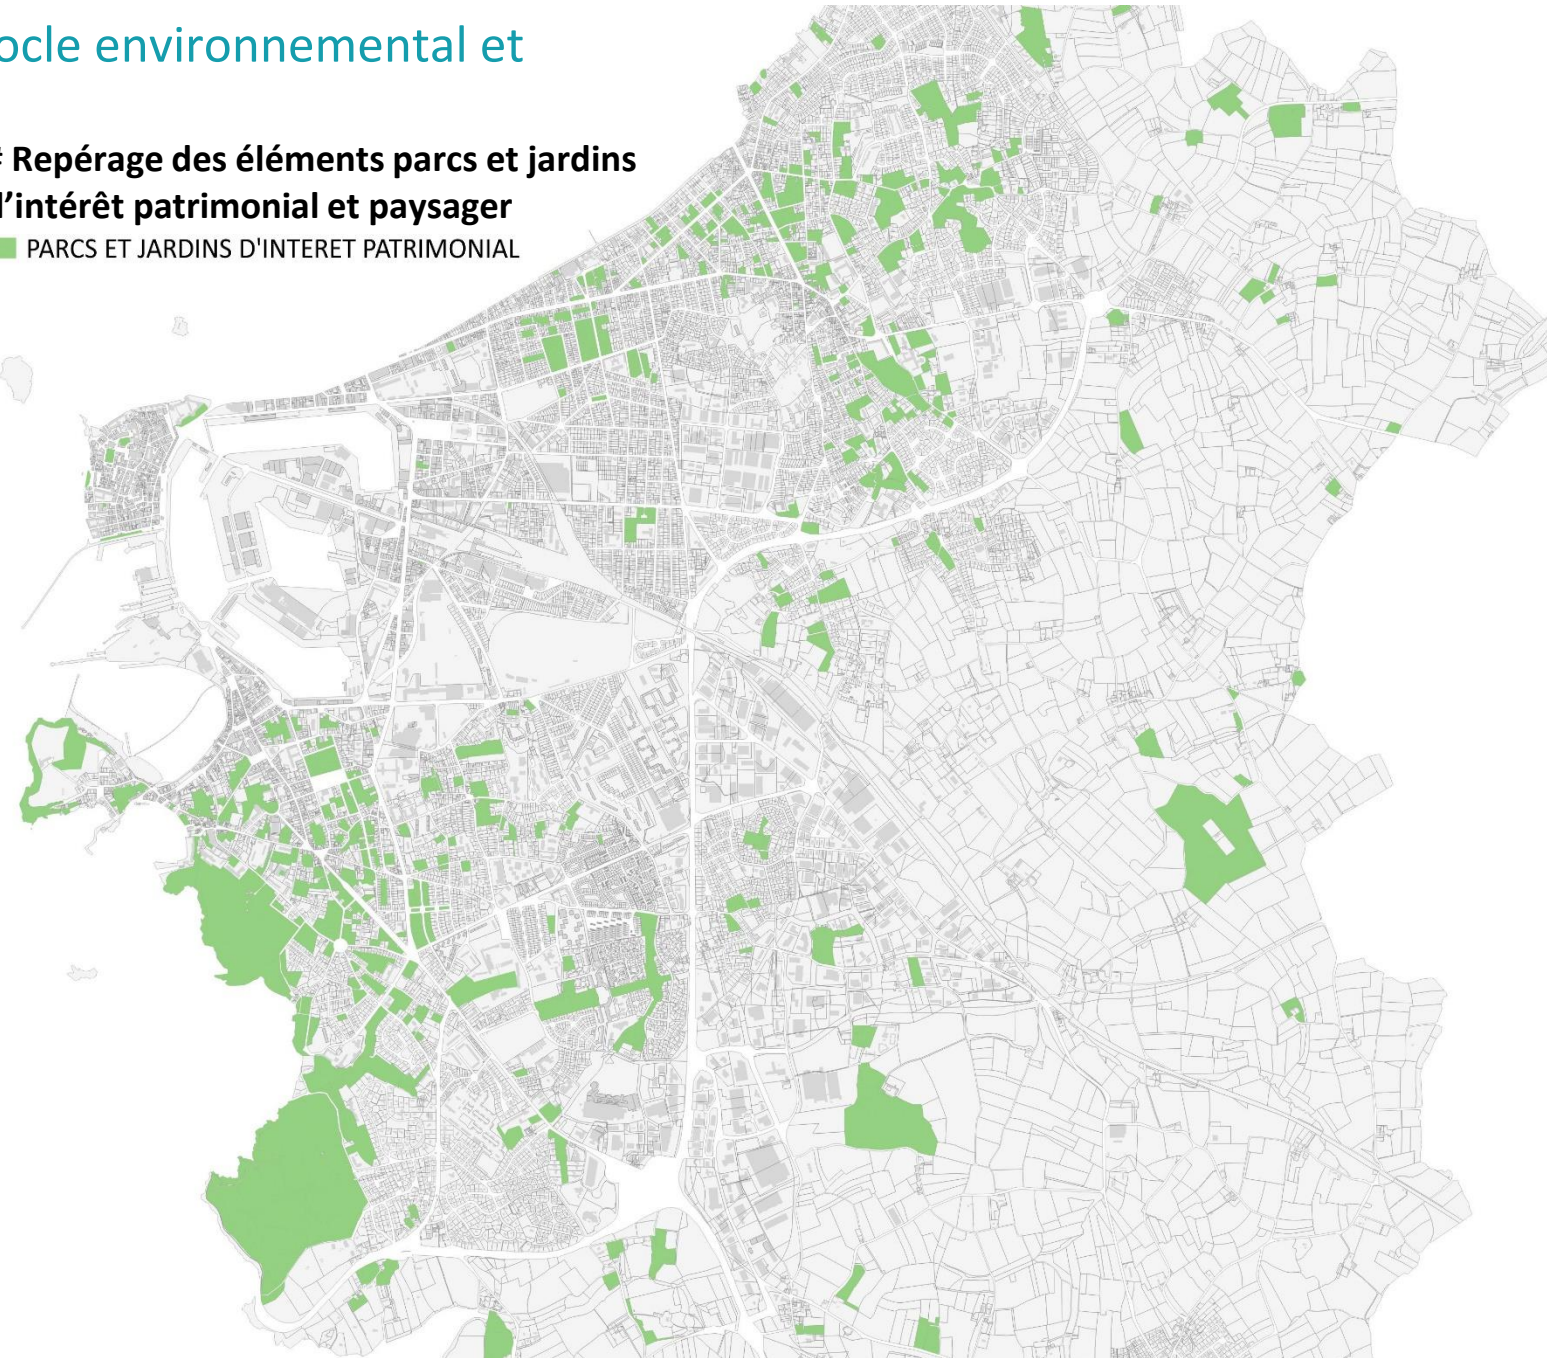 ocle environnemental et
# Repérage des éléments parcs et jardins
l’intérêt patrimonial et paysager
PARCS ET JARDINS D'INTERET PATRIMONIAL